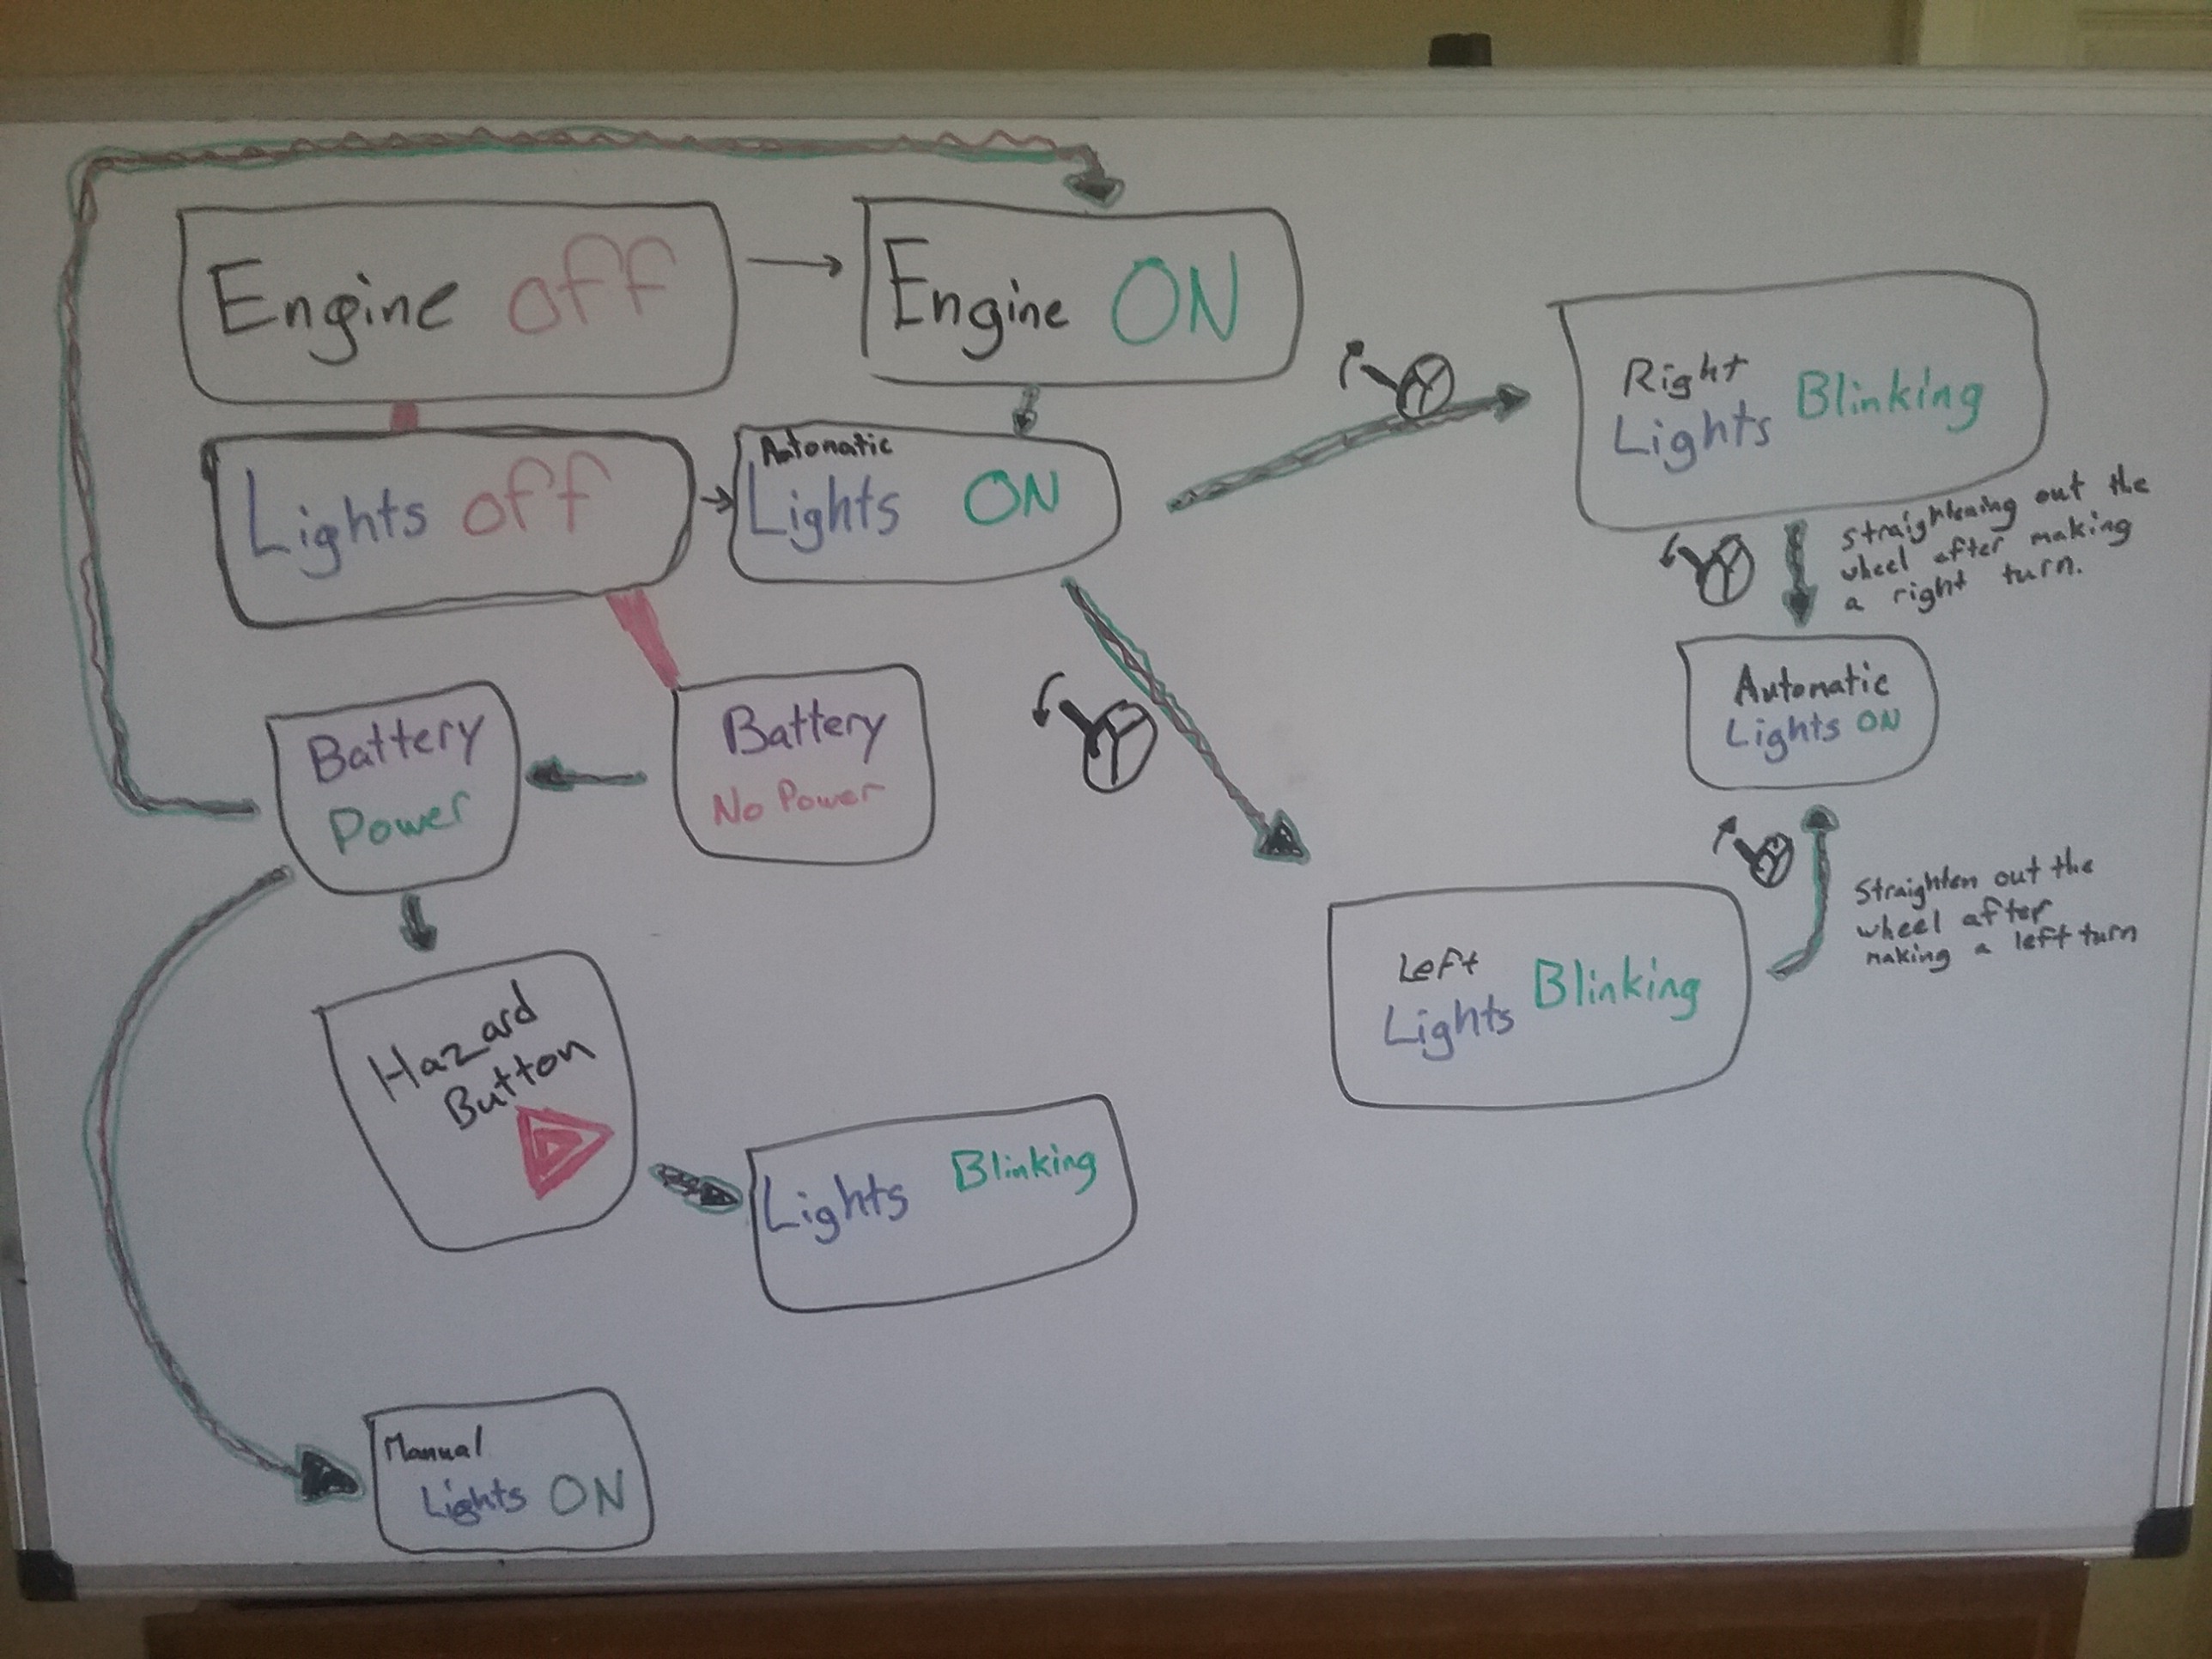 Engine off
Engine ON
Lights off
Automatic
Lights ON
Right
Lights Blinking
Straightening out the
wheel after making
a right turn.
Automatic
Lights ON
Battery
Power
Battery
No Power
Straighten out the
wheel after
making a left turn
Left
Lights Blinking
Hazard
Button
Lights Blinking
Manual
Lights ON